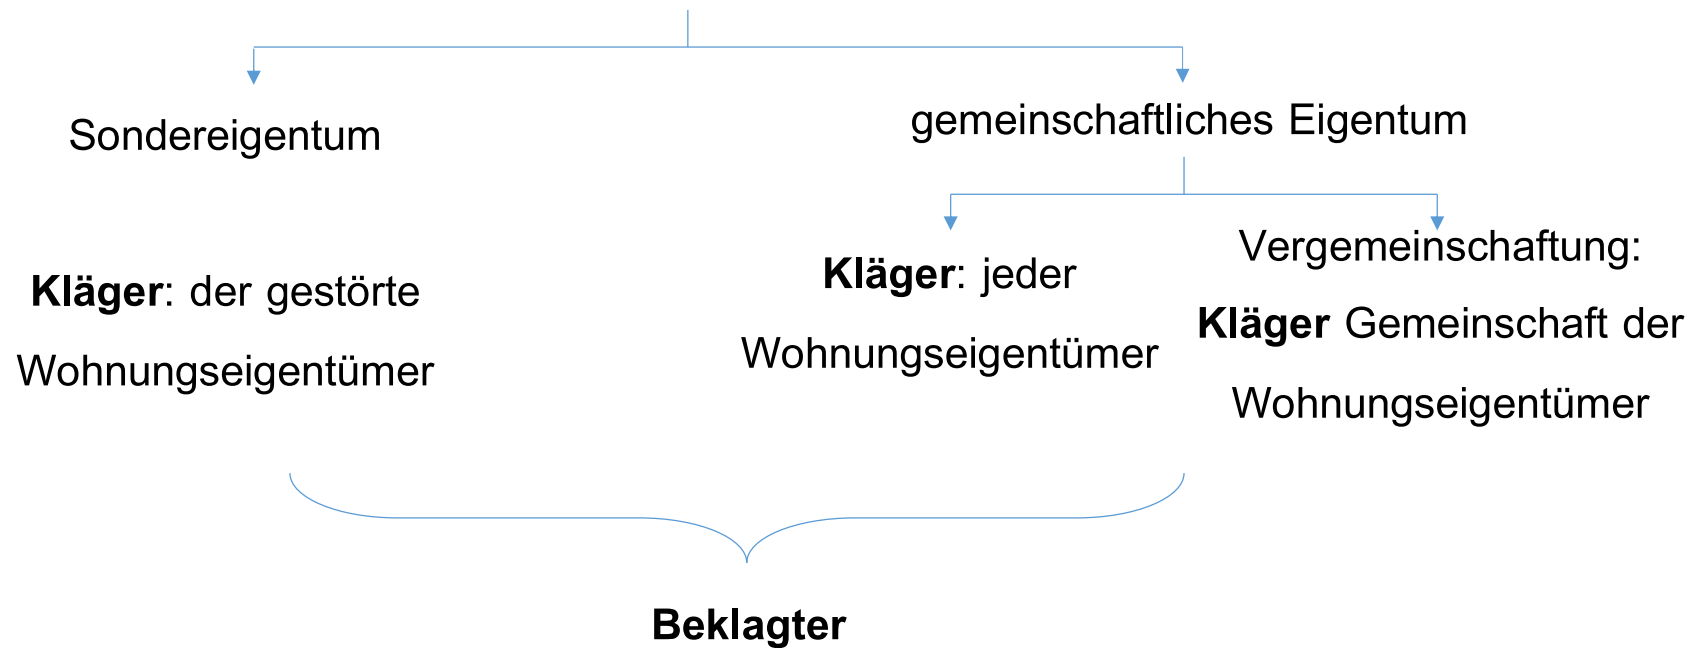 Sondereigentum
gemeinschaftliches Eigentum
Kläger: der gestörte
Wohnungseigentümer
Kläger: jeder
Wohnungseigentümer
Vergemeinschaftung:
Kläger Gemeinschaft der
Wohnungseigentümer
Beklagter